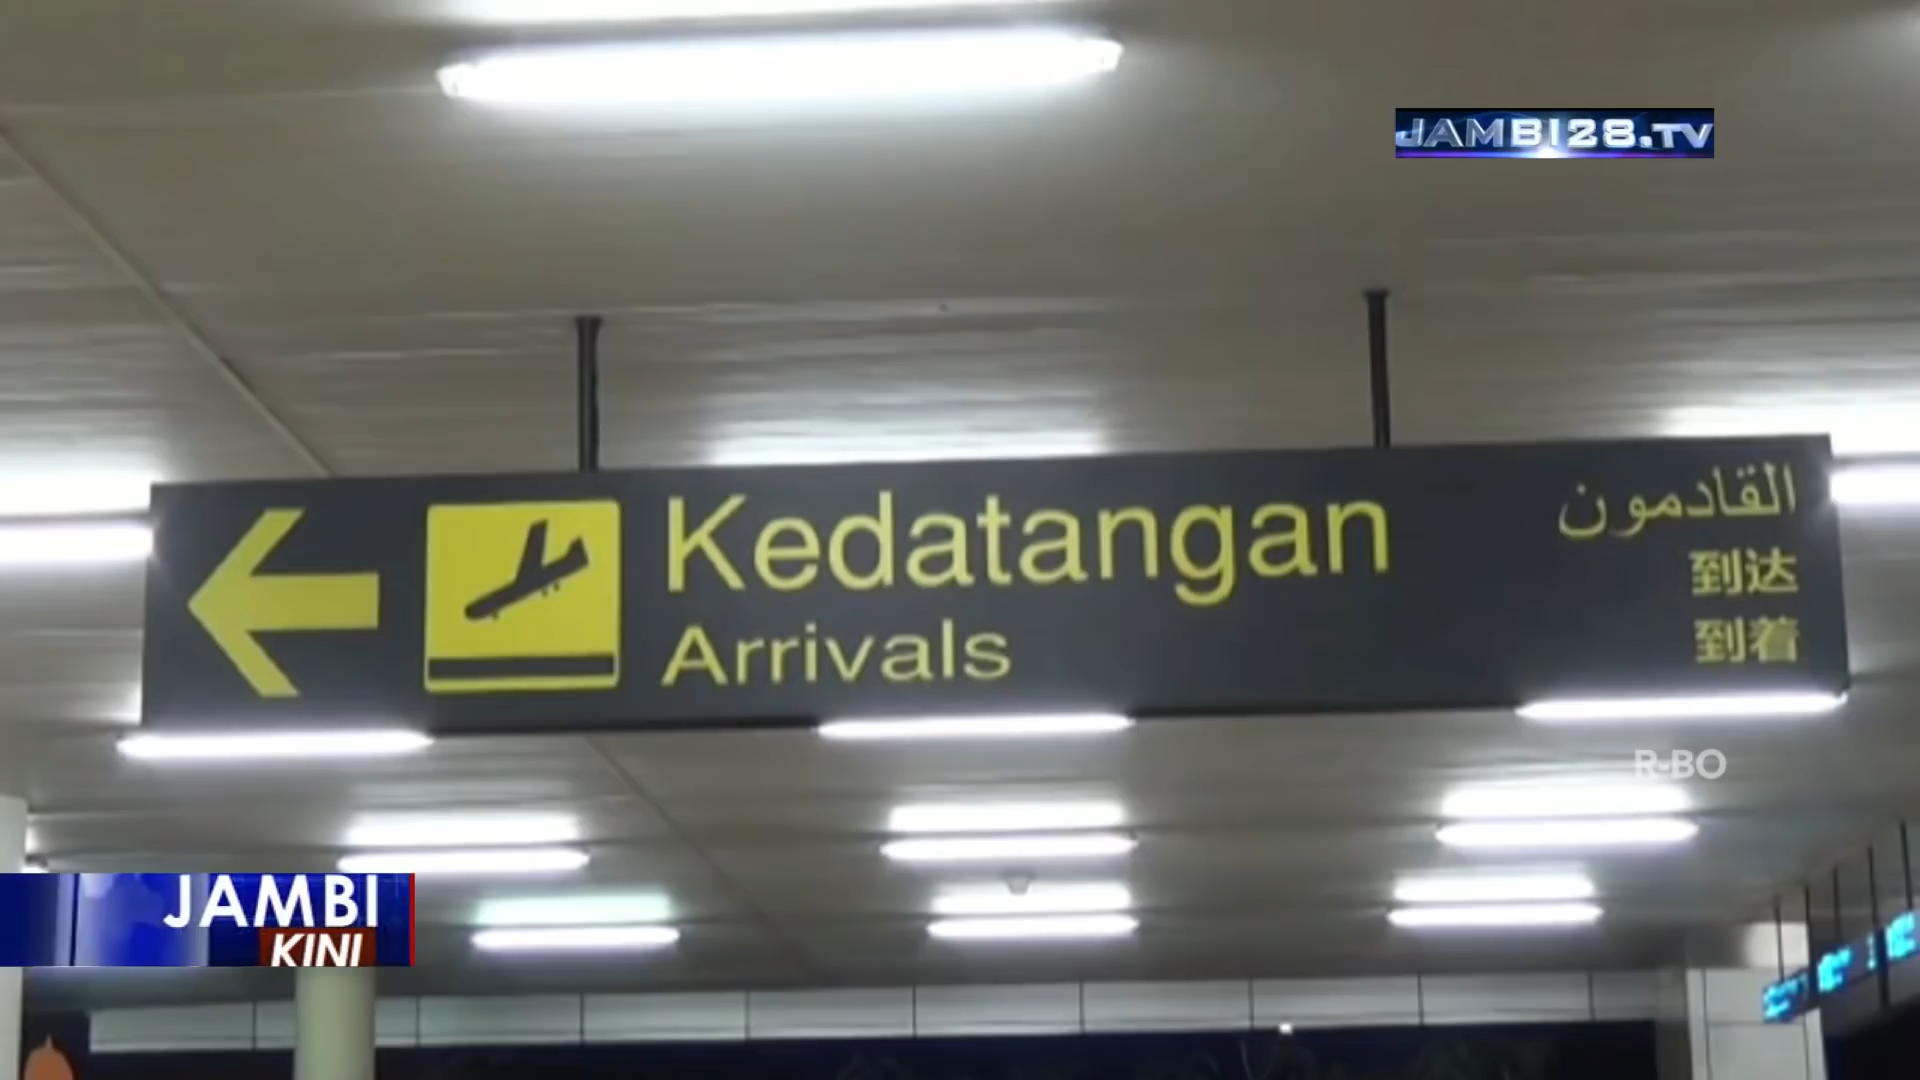 JAMBI28.TV
Kedatangan
Arrivals
القادمون
到达
到着
R-BO
JAMBI
KINI